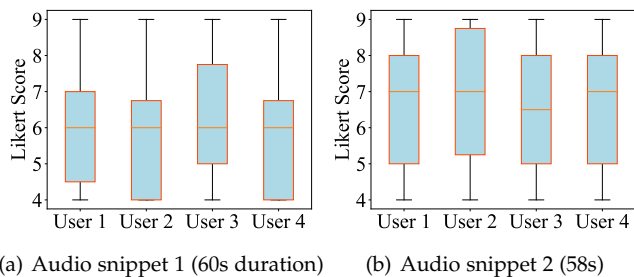 Likert Score
9
8
7
6
5
4
User 1 User 2 User 3 User 4
(a) Audio snippet 1 (60s duration)
Likert Score
9
8
7
6
5
4
User 1 User 2 User 3 User 4
(b) Audio snippet 2 (58s)